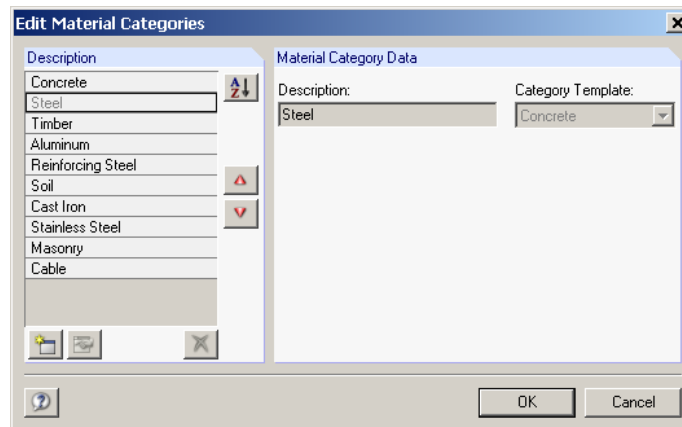 Edit Material Categories
Description
Concrete
Steel
Timber
Aluminum
Reinforcing Steel
Soil
Cast Iron
Stainless Steel
Masonry
Cable
A
Z
Material Category Data
Description:
Steel
Category Template:
Concrete
OK
Cancel